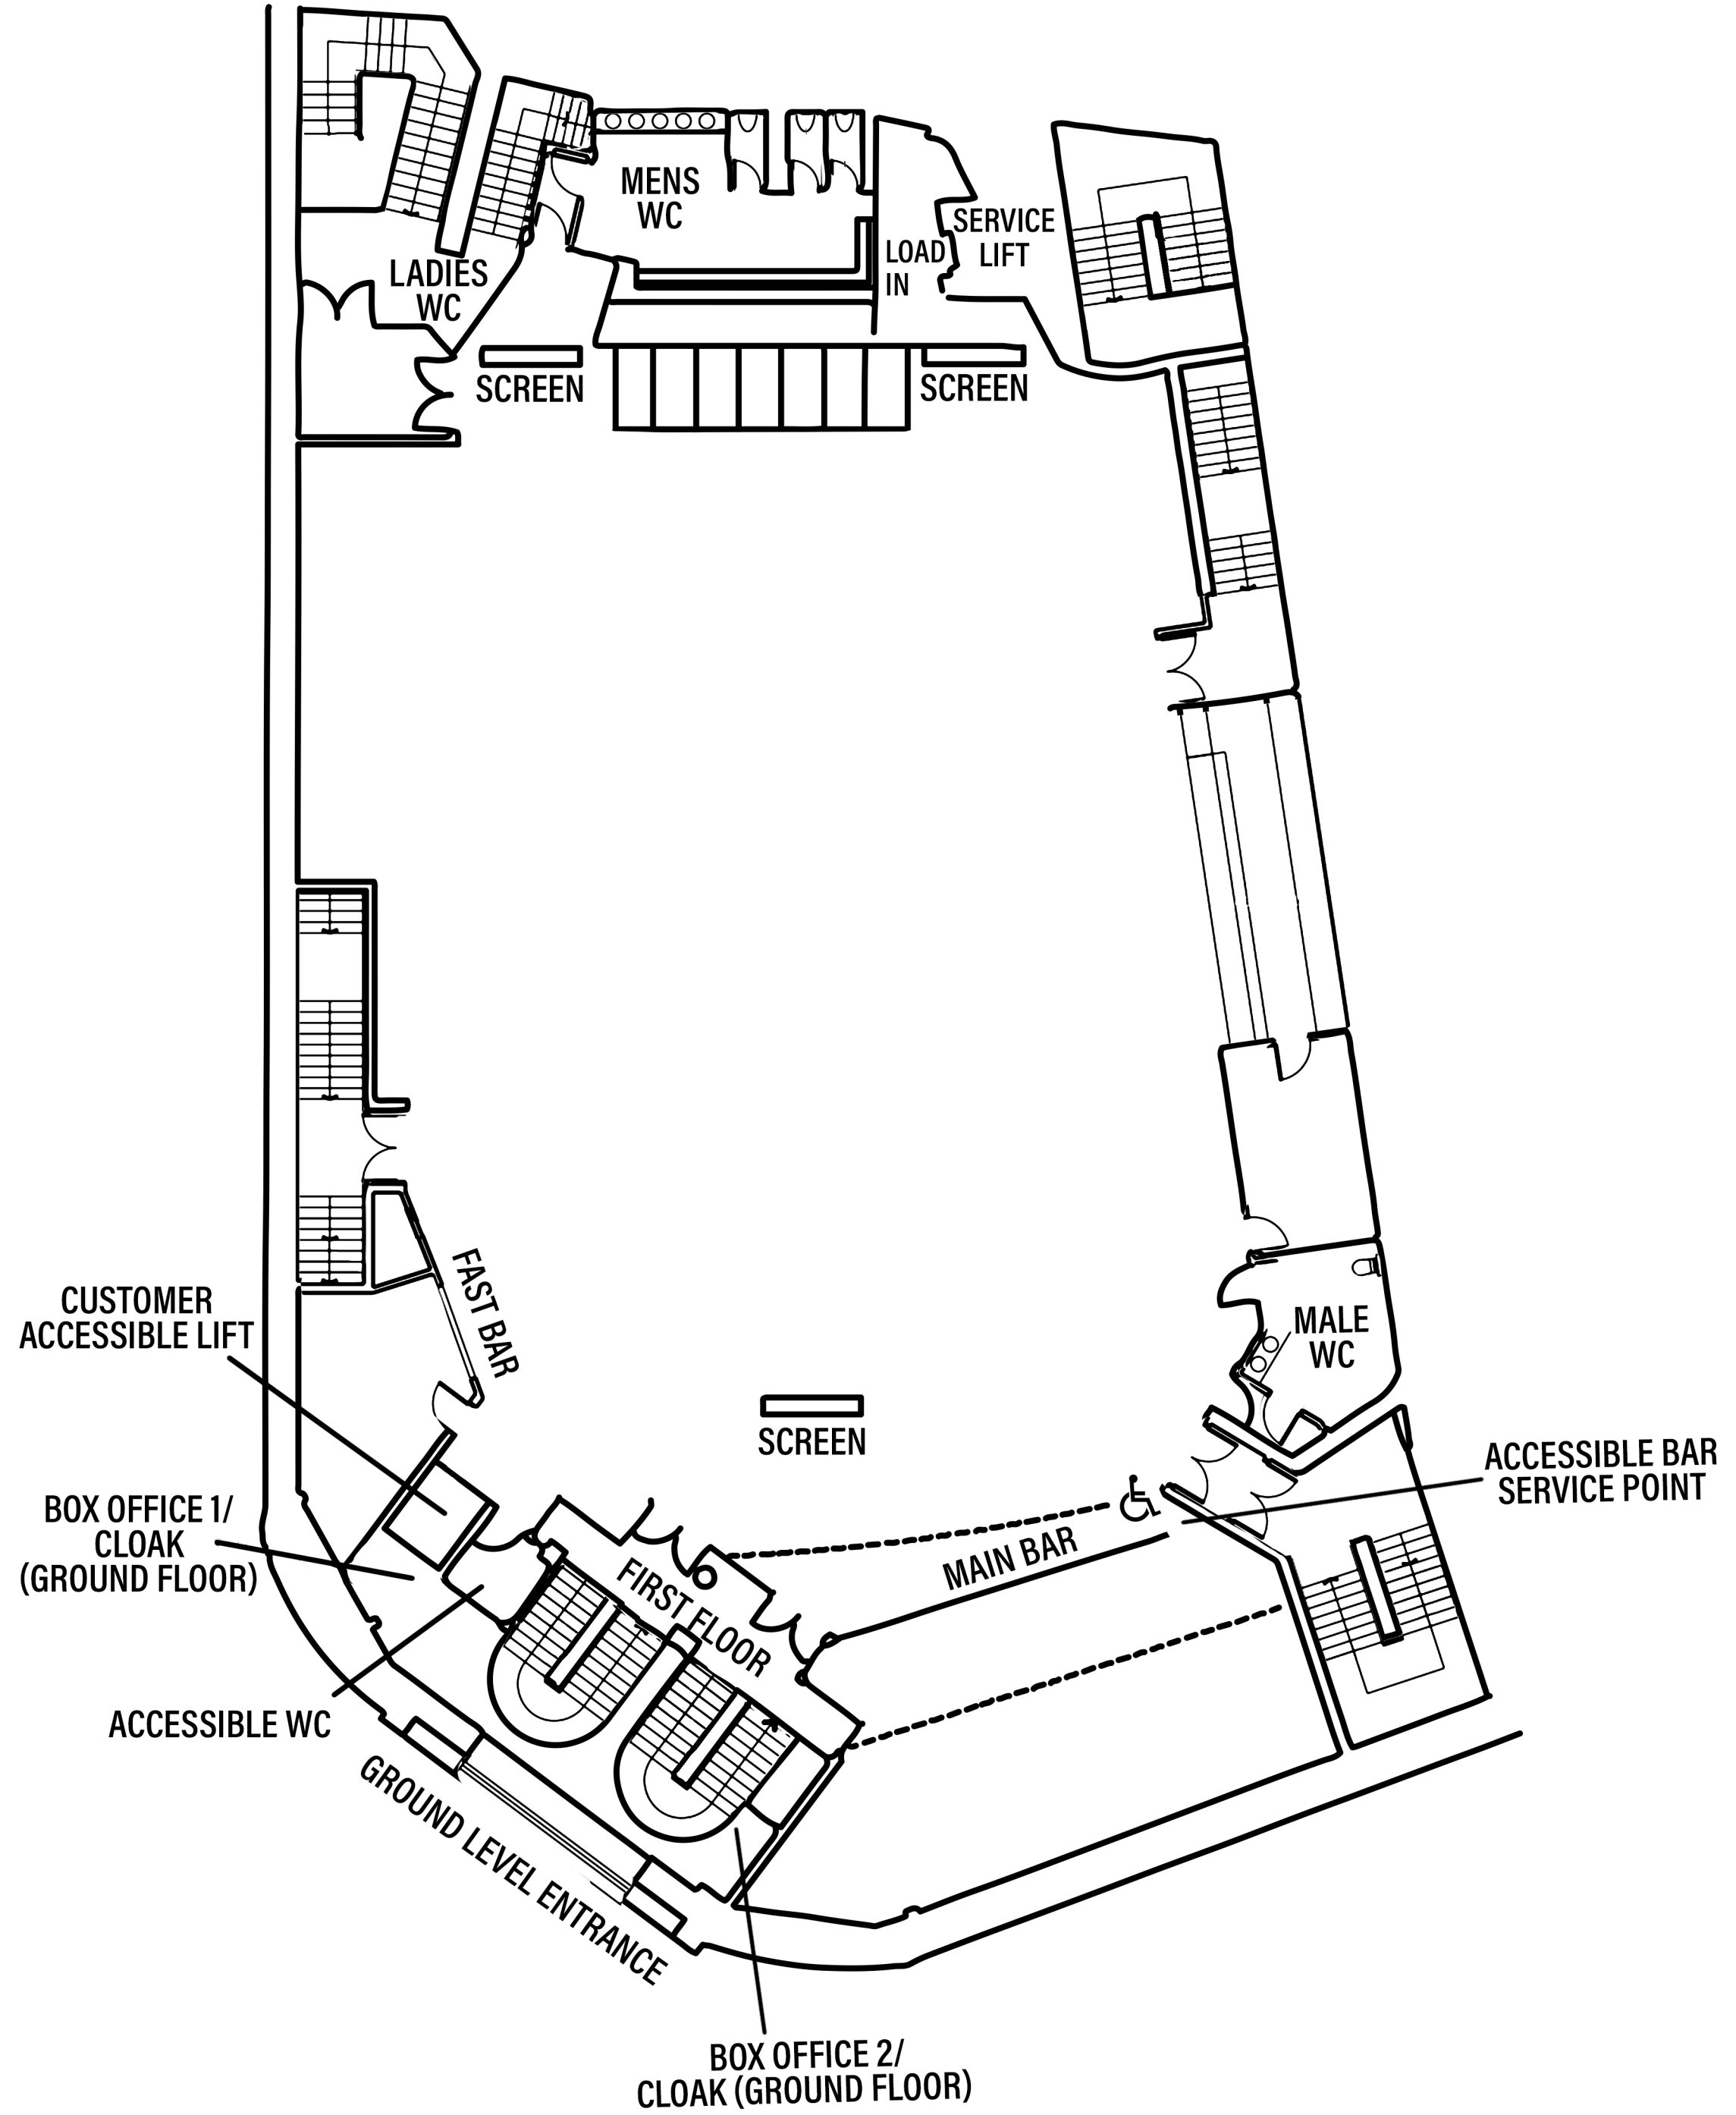 MENS
WC
SERVICE
LIFT
LOAD
IN
LADIES
WC
SCREEN
SCREEN
FAST BAR
CUSTOMER
ACCESSIBLE LIFT
MALE
WC
SCREEN
ACCESSIBLE BAR
SERVICE POINT
BOX OFFICE 1/
CLOAK
(GROUND FLOOR)
MAIN BAR
FIRST FLOOR
ACCESSIBLE WC
GROUND LEVEL ENTRANCE
BOX OFFICE 2/
CLOAK (GROUND FLOOR)